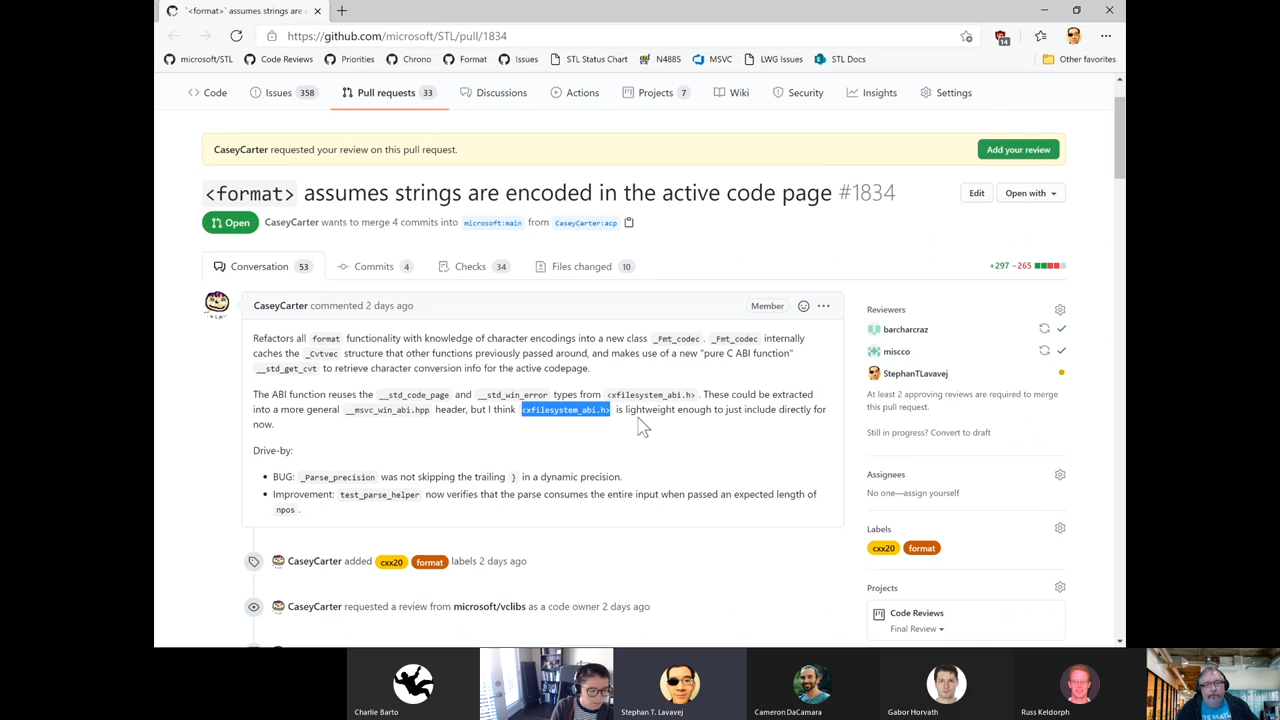 `<format>` assumes strings are e
https://github.com/microsoft/STL/pull/1834
14
microsoft/STL Code Reviews Priorities Chrono Format Issues STL Status Chart N4885 MSVC LWG Issues STL Docs Other favorites
Code Issues 358 Pull requests 33 Discussions Actions Projects 7 Wiki Security Insights Settings
CaseyCarter requested your review on this pull request. Add your review
<format> assumes strings are encoded in the active code page #1834 Edit Open with
Open CaseyCarter wants to merge 4 commits into microsoft:main from CaseyCarter:acp
Conversation 53 Commits 4 Checks 34 Files changed 10 +297 −265
CaseyCarter commented 2 days ago Member
Refactors all format functionality with knowledge of character encodings into a new class _Fmt_codec. _Fmt_codec internally
caches the _Cvtvec structure that other functions previously passed around, and makes use of a new "pure C ABI function"
__std_get_cvt to retrieve character conversion info for the active codepage.
The ABI function reuses the __std_code_page and __std_win_error types from <xfilesystem_abi.h>. These could be extracted
into a more general __msvc_win_abi.hpp header, but I think <xfilesystem_abi.h> is lightweight enough to just include directly for
now.
Drive-by:
BUG: _Parse_precision was not skipping the trailing } in a dynamic precision.
Improvement: test_parse_helper now verifies that the parse consumes the entire input when passed an expected length of
npos.
CaseyCarter added cxx20 format labels 2 days ago
CaseyCarter requested a review from microsoft/vclibs as a code owner 2 days ago
Reviewers
barcharcraz
miscco
StephanTLavavej
At least 2 approving reviews are required to
merge this pull request.
Still in progress? Convert to draft
Assignees
No one—assign yourself
Labels
cxx20 format
Projects
Code Reviews
Final Review
Charlie Barto
Stephan T. Lavavej
Cameron DaCamara
Gabor Horvath
Russ Keldorph